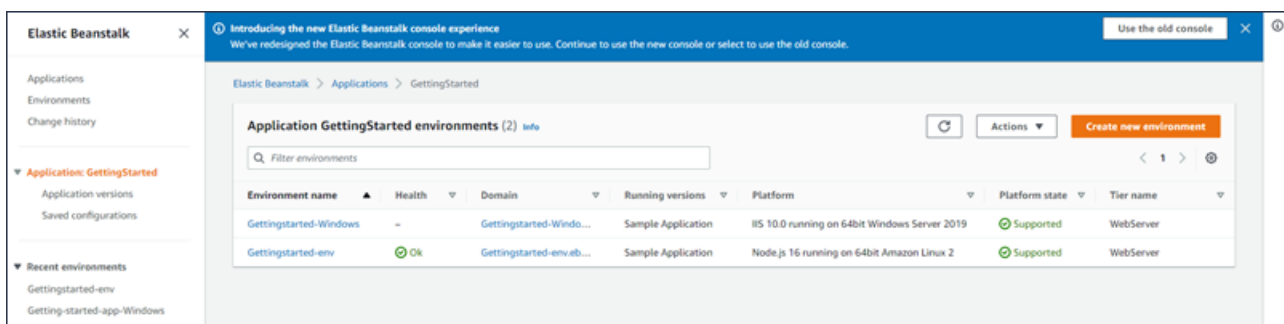 Elastic Beanstalk
Applications
Environments
Change history
Application: GettingStarted
Application versions
Saved configurations
Recent environments
Gettingstarted-env
Getting-started-app-Windows
Introducing the new Elastic Beanstalk console experience
We've redesigned the Elastic Beanstalk console to make it easier to use. Continue to use the new console or select to use the old console.
Use the old console
Elastic Beanstalk > Applications > GettingStarted
Application GettingStarted environments (2) Info
Actions
Create new environment
Filter environments
< 1 >
Environment name Health Domain Running versions Platform Platform state Tier name
Gettingstarted-Windows – Gettingstarted-Windo... Sample Application IIS 10.0 running on 64bit Windows Server 2019 Supported WebServer
Gettingstarted-env Ok Gettingstarted-env.eb... Sample Application Node.js 16 running on 64bit Amazon Linux 2 Supported WebServer